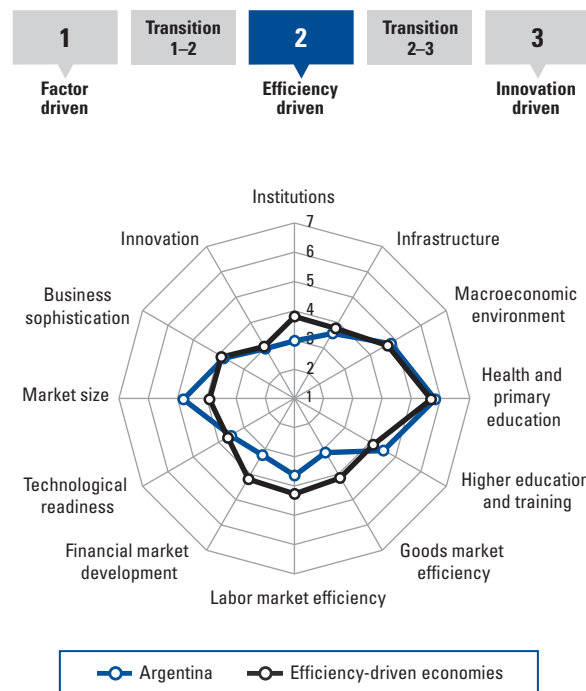 1
Transition
1–2
2
Transition
2–3
3
Factor
driven
Efficiency
driven
Innovation
driven
Institutions
7
6
5
4
3
2
1
Infrastructure
Macroeconomic
environment
Health and
primary
education
Higher education
and training
Goods market
efficiency
Labor market efficiency
Financial market
development
Technological
readiness
Market size
Business
sophistication
Innovation
Argentina
Efficiency-driven economies